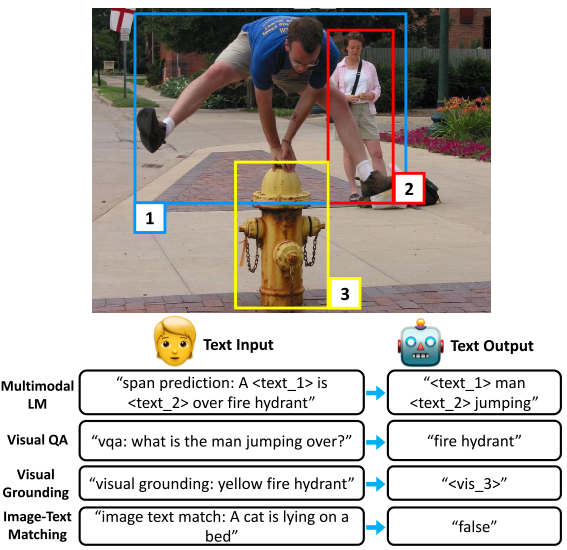 1
2
3
Text Input
Text Output
Multimodal
LM
“span prediction: A <text_1> is
<text_2> over fire hydrant”
“<text_1> man
<text_2> jumping”
Visual QA
“vqa: what is the man jumping over?”
“fire hydrant”
Visual
Grounding
“visual grounding: yellow fire hydrant”
“<vis_3>”
Image-Text
Matching
“image text match: A cat is lying on a
bed”
“false”